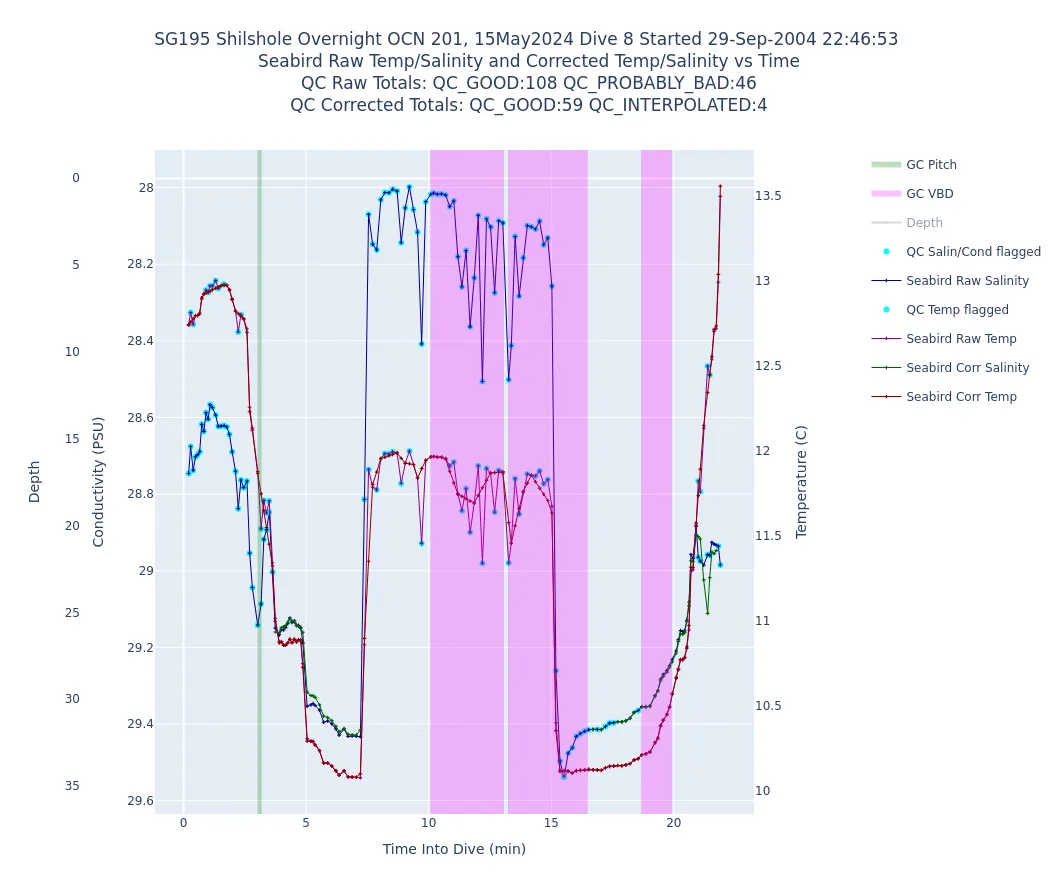 SG195 Shilshole Overnight OCN 201, 15May2024 Dive 8 Started 29-Sep-2004 22:46:53
Seabird Raw Temp/Salinity and Corrected Temp/Salinity vs Time
QC Raw Totals: QC_GOOD:108 QC_PROBABLY_BAD:46
QC Corrected Totals: QC_GOOD:59 QC_INTERPOLATED:4
Depth
0
5
10
15
20
25
30
35
Conductivity (PSU)
28
28.2
28.4
28.6
28.8
29
29.2
29.4
29.6
0
5
10
15
20
Time Into Dive (min)
13.5
13
12.5
12
11.5
11
10.5
10
Temperature (C)
GC Pitch
GC VBD
Depth
QC Salin/Cond flagged
Seabird Raw Salinity
QC Temp flagged
Seabird Raw Temp
Seabird Corr Salinity
Seabird Corr Temp